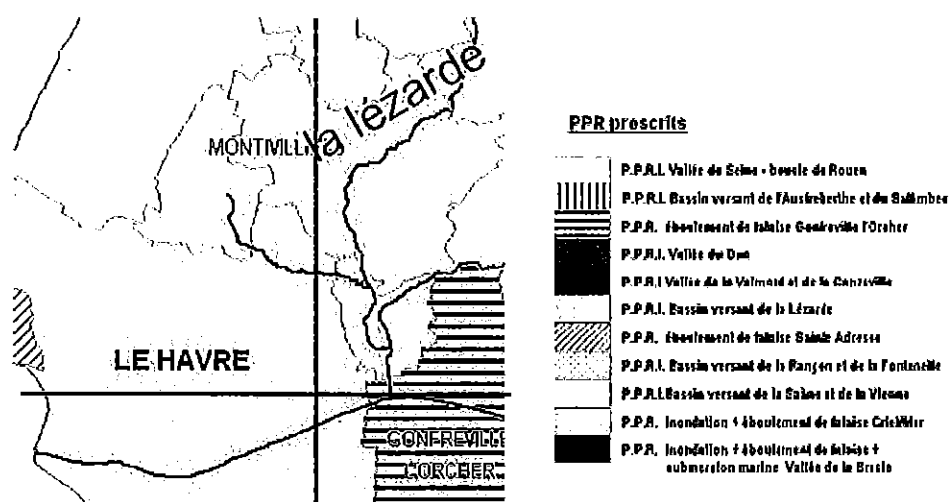 la lézarde
MONTIVILL
LE HAVRE
GONFREVILLE
L'ORCHER
PPR proscrits
P.P.R.I. Vallée de Seine - boucle de Rouen
P.P.R.I. Bassin versant de l'Austreberthe et du Saffimbec
P.P.R. éboulement de falaise Gonfreville l'Orcher
P.P.R.I. Vallée du Dun
P.P.R.I Vallée de la Valmont et de la Ganzeville
P.P.R.I. Bassin versant de la Lézarde
P.P.R. éboulement de falaise Sainte Adresse
P.P.R.I. Bassin versant de la Rançon et de la Fontenelle
P.P.R.I.Bassin versant de la Saâne et de la Vienne
P.P.R. Inondation + éboulement de falaise Criel/Mer
P.P.R. Inondation + éboulement de falaise +
submersion marine Vallée de la Bresle